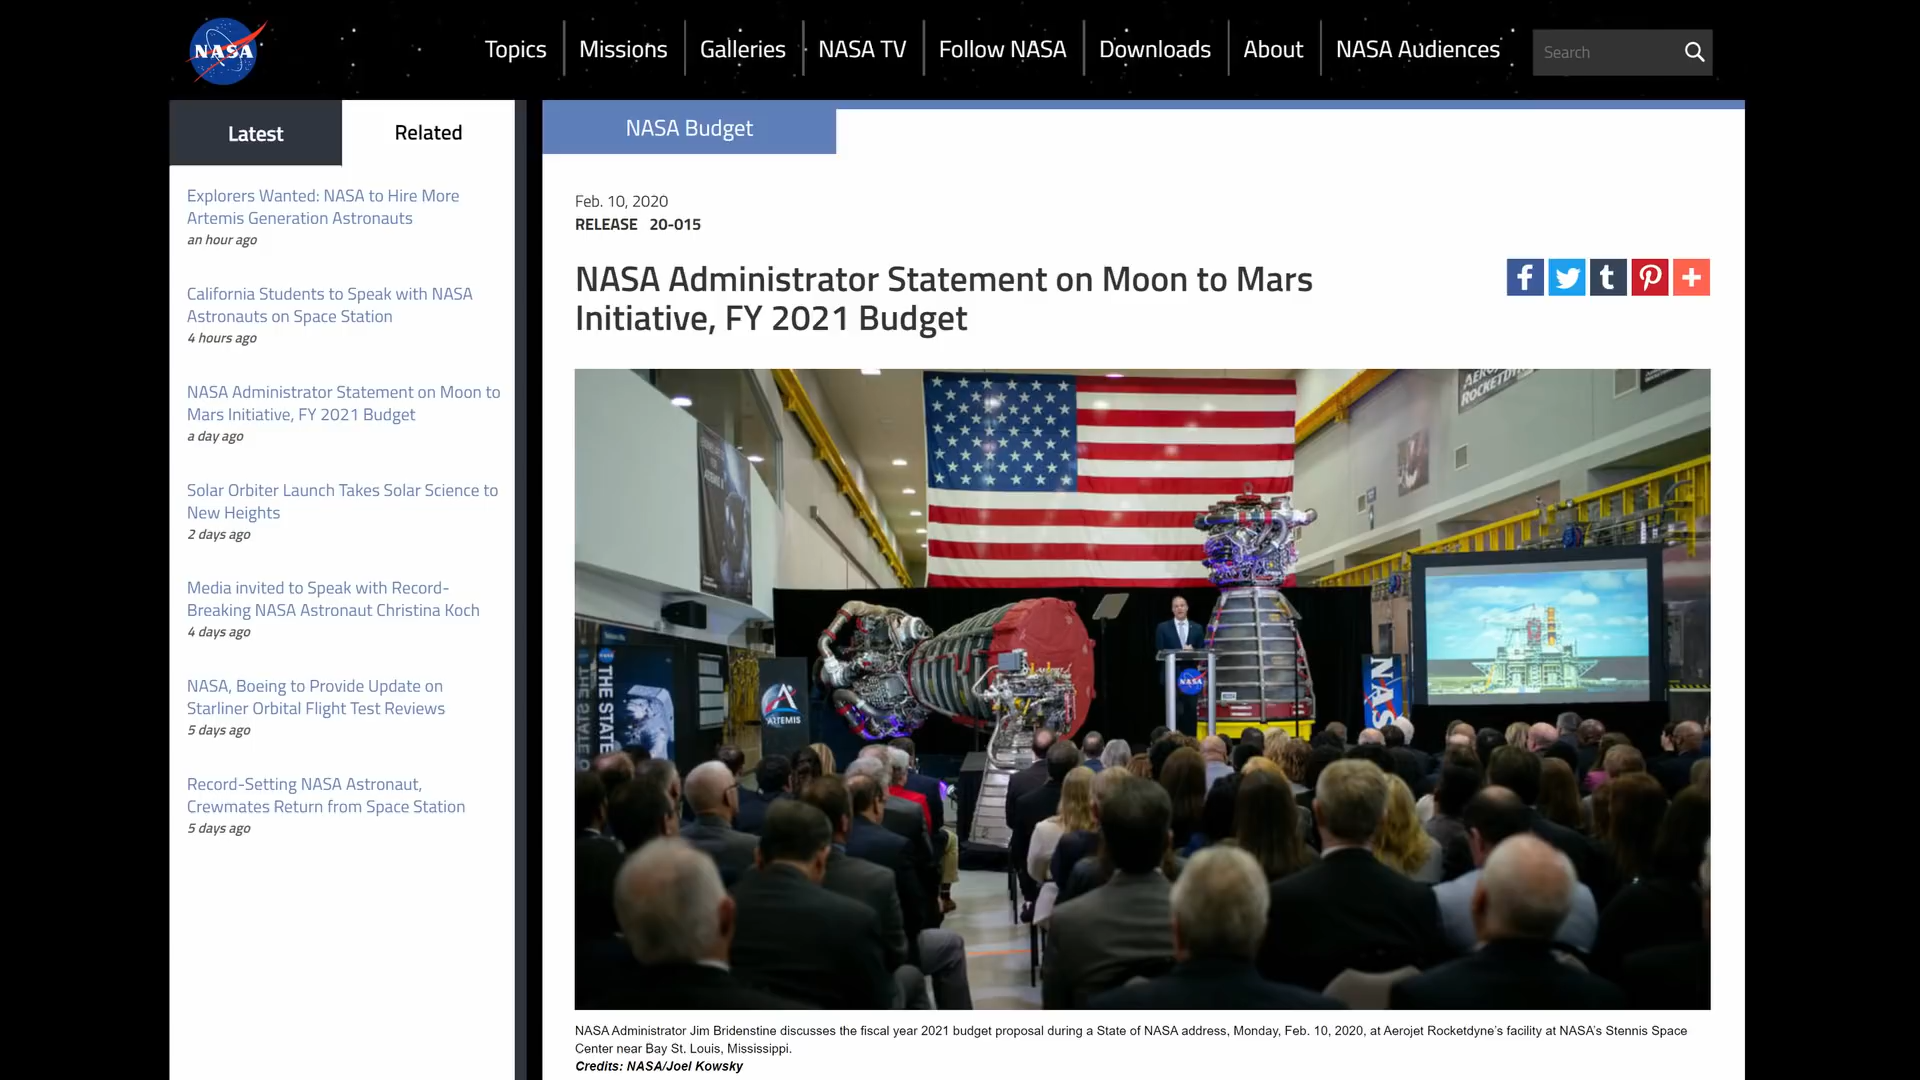 NASA
Topics
Missions
Galleries
NASA TV
Follow NASA
Downloads
About
NASA Audiences
Search
Latest
Related
Explorers Wanted: NASA to Hire More
Artemis Generation Astronauts
an hour ago
California Students to Speak with NASA
Astronauts on Space Station
4 hours ago
NASA Administrator Statement on Moon to
Mars Initiative, FY 2021 Budget
a day ago
Solar Orbiter Launch Takes Solar Science to
New Heights
2 days ago
Media invited to Speak with Record-
Breaking NASA Astronaut Christina Koch
4 days ago
NASA, Boeing to Provide Update on
Starliner Orbital Flight Test Reviews
5 days ago
Record-Setting NASA Astronaut,
Crewmates Return from Space Station
5 days ago
NASA Budget
Feb. 10, 2020
RELEASE 20-015
NASA Administrator Statement on Moon to Mars
Initiative, FY 2021 Budget
ROCKETDYNE
THE STATE
ARTEMIS
NASA
NAS
NASA Administrator Jim Bridenstine discusses the fiscal year 2021 budget proposal during a State of NASA address, Monday, Feb. 10, 2020, at Aerojet Rocketdyne's facility at NASA's Stennis Space
Center near Bay St. Louis, Mississippi.
Credits: NASA/Joel Kowsky